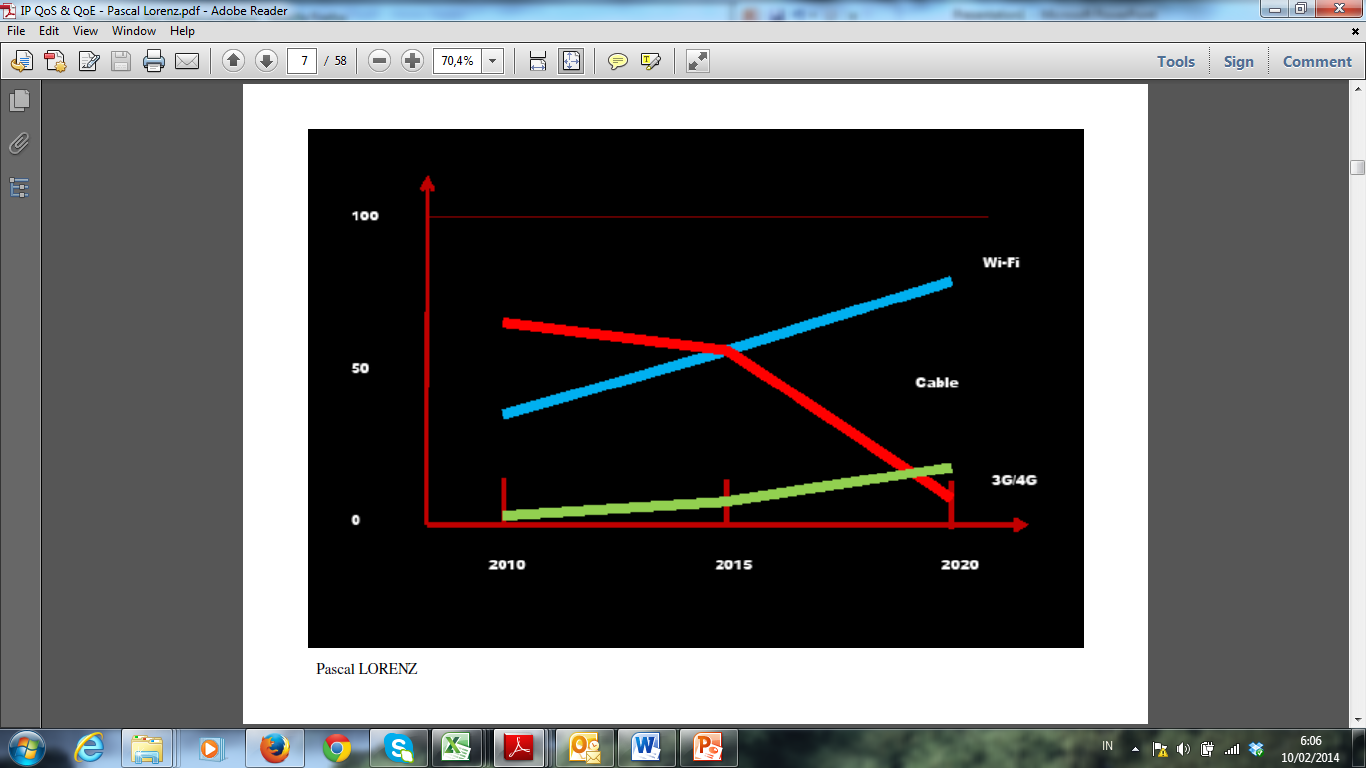 IP QoS & QoE - Pascal Lorenz.pdf - Adobe Reader
File Edit View Window Help
7 / 58 70,4% Tools Sign Comment
100
Wi-Fi
50
Cable
3G/4G
0
2010 2015 2020
Pascal LORENZ
IN 6:06
10/02/2014